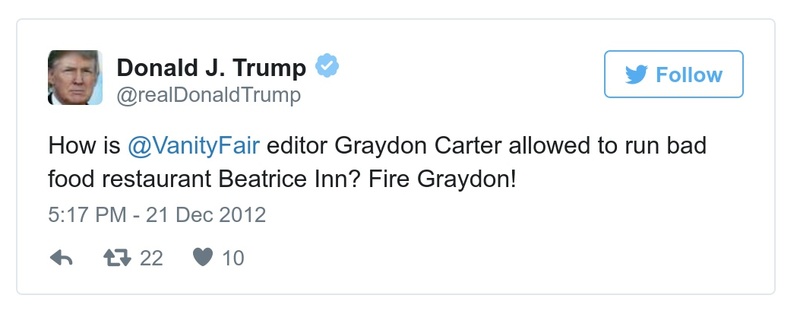 Donald J. Trump
@realDonaldTrump
Follow
How is @VanityFair editor Graydon Carter allowed to run bad
food restaurant Beatrice Inn? Fire Graydon!
5:17 PM - 21 Dec 2012
22 10